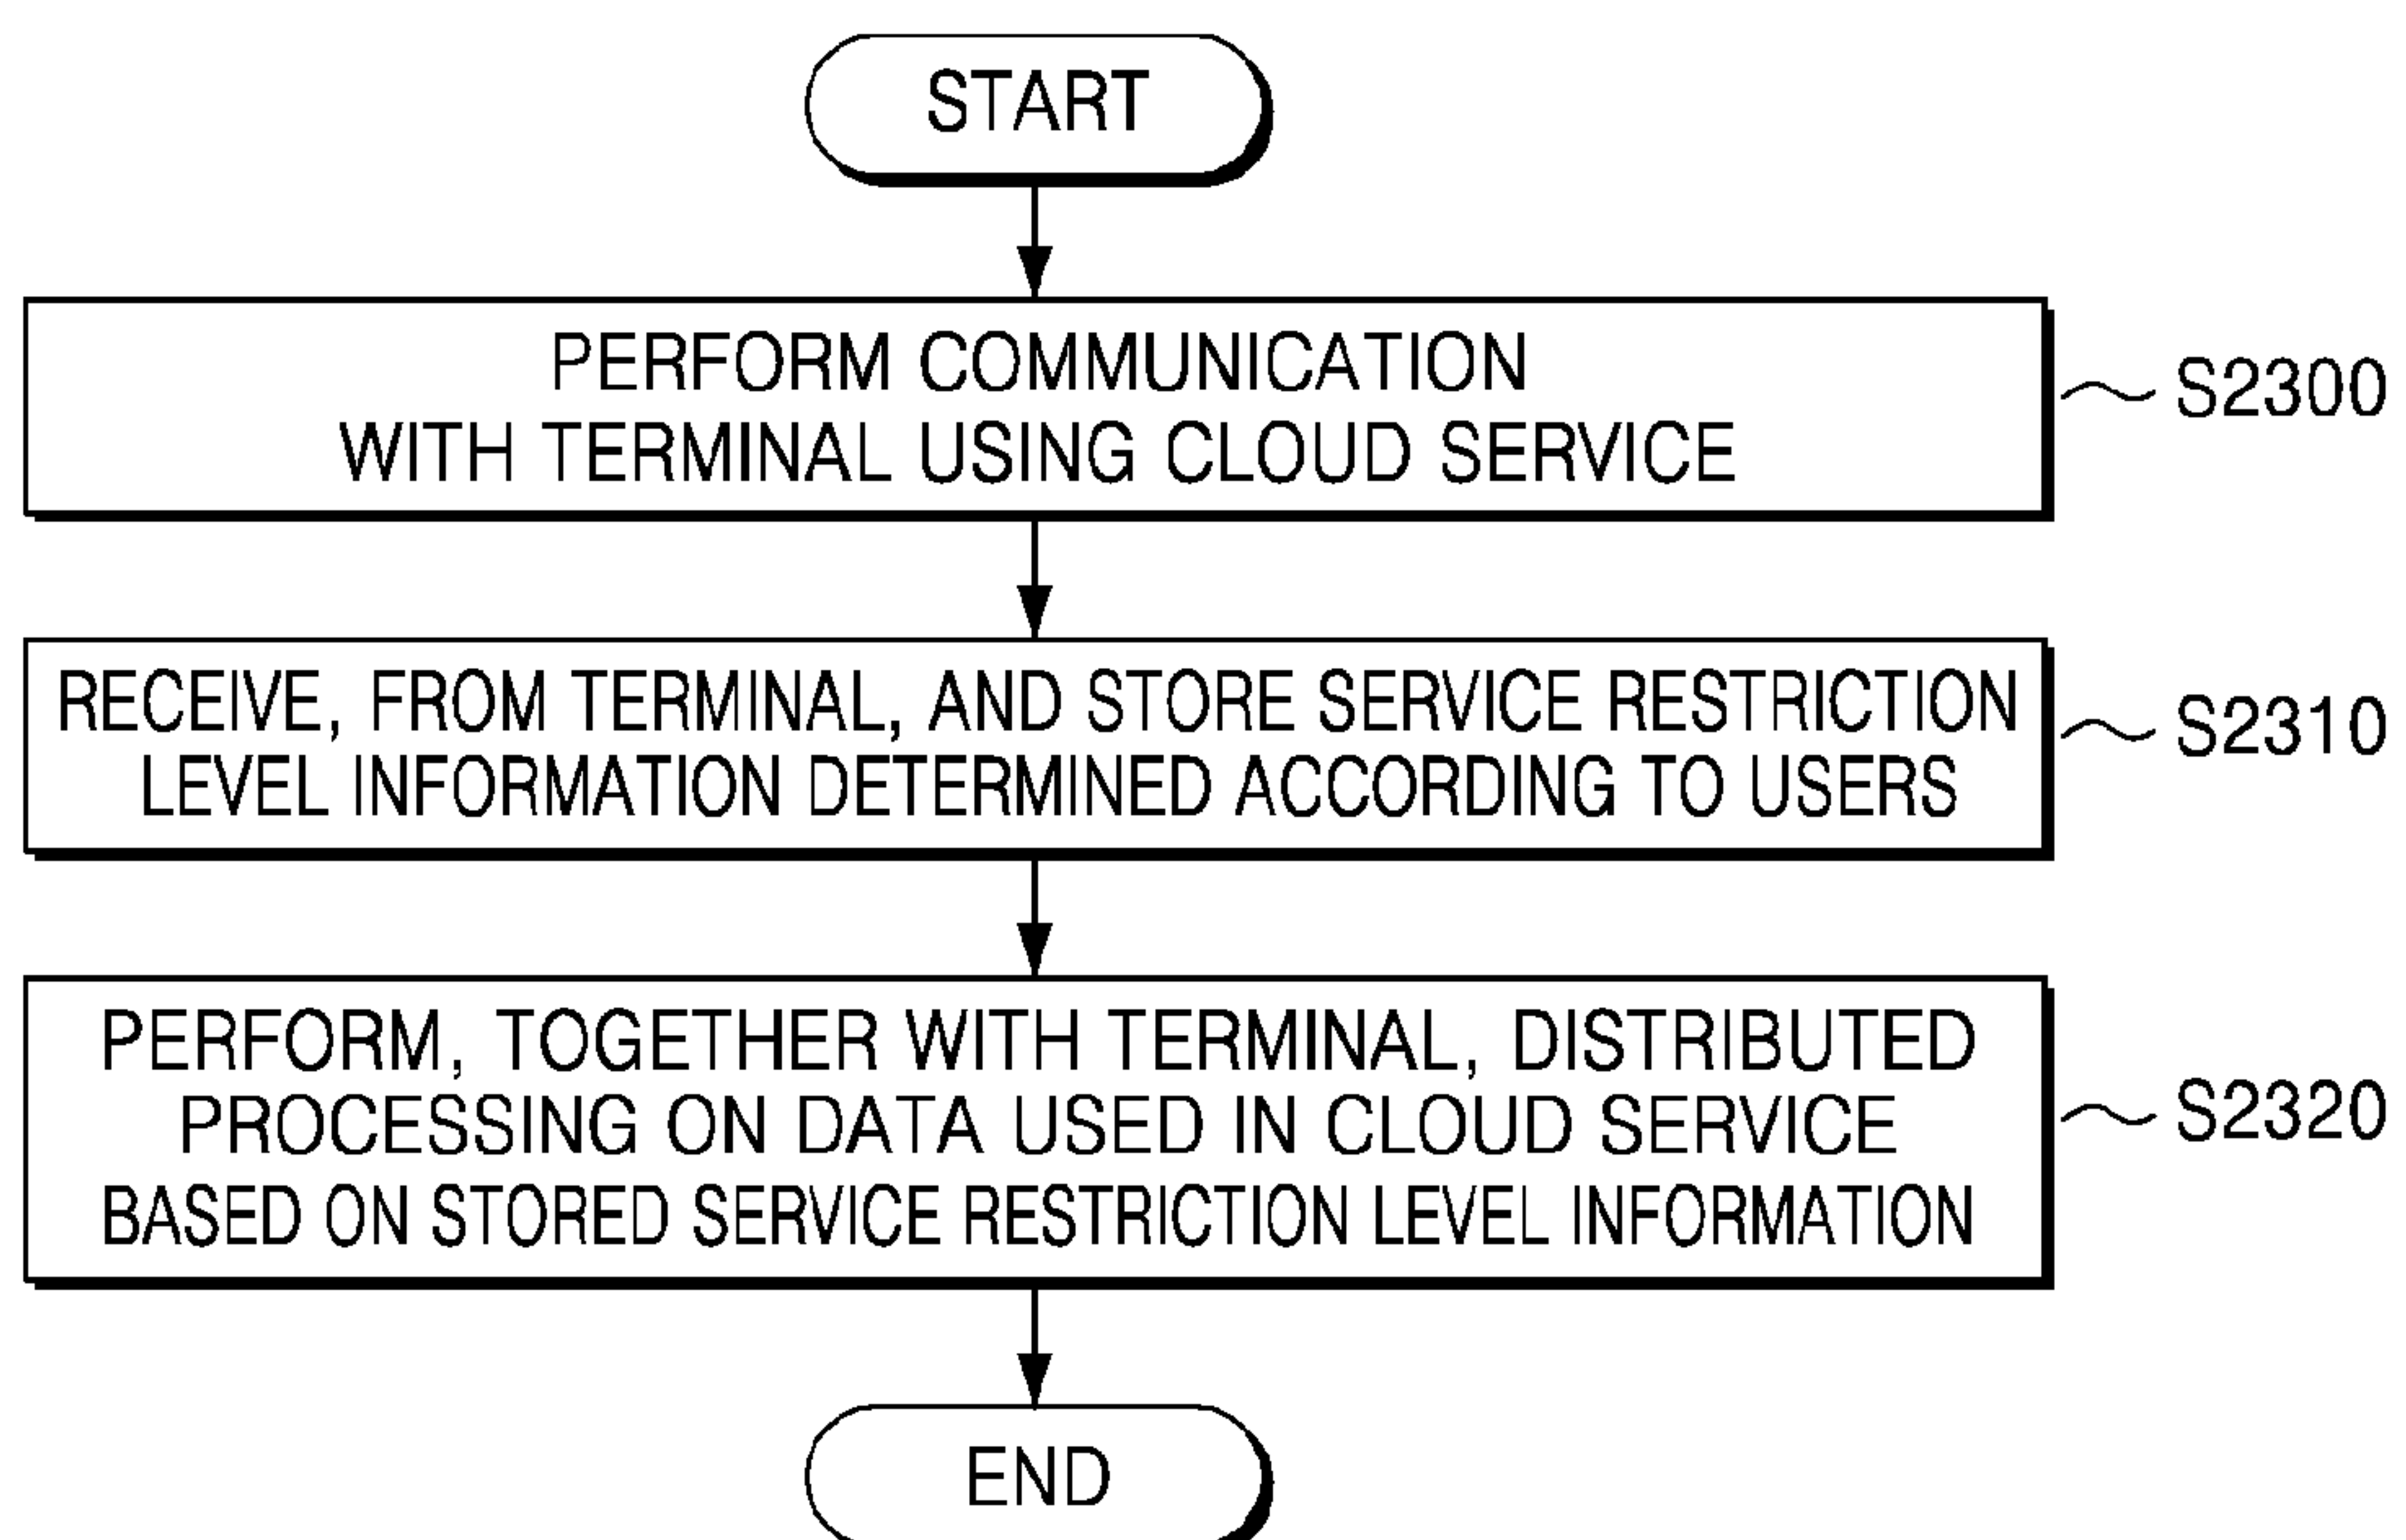 START
PERFORM COMMUNICATION
WITH TERMINAL USING CLOUD SERVICE
S2300
RECEIVE, FROM TERMINAL, AND STORE SERVICE RESTRICTION
LEVEL INFORMATION DETERMINED ACCORDING TO USERS
S2310
PERFORM, TOGETHER WITH TERMINAL, DISTRIBUTED
PROCESSING ON DATA USED IN CLOUD SERVICE
BASED ON STORED SERVICE RESTRICTION LEVEL INFORMATION
S2320
END